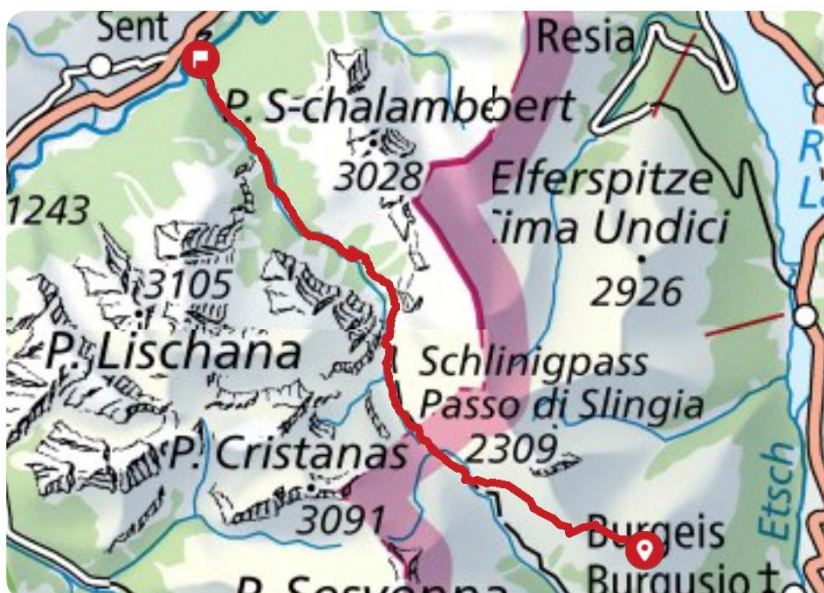 Sent
Resia
P. S-chalambert
3028
Elferspitze
Cima Undici
2926
1243
3105
P. Lischana
Schlinigpass
Passo di Slingia
2309
P. Cristanas
3091
Etsch
Burgeis
Burgusio